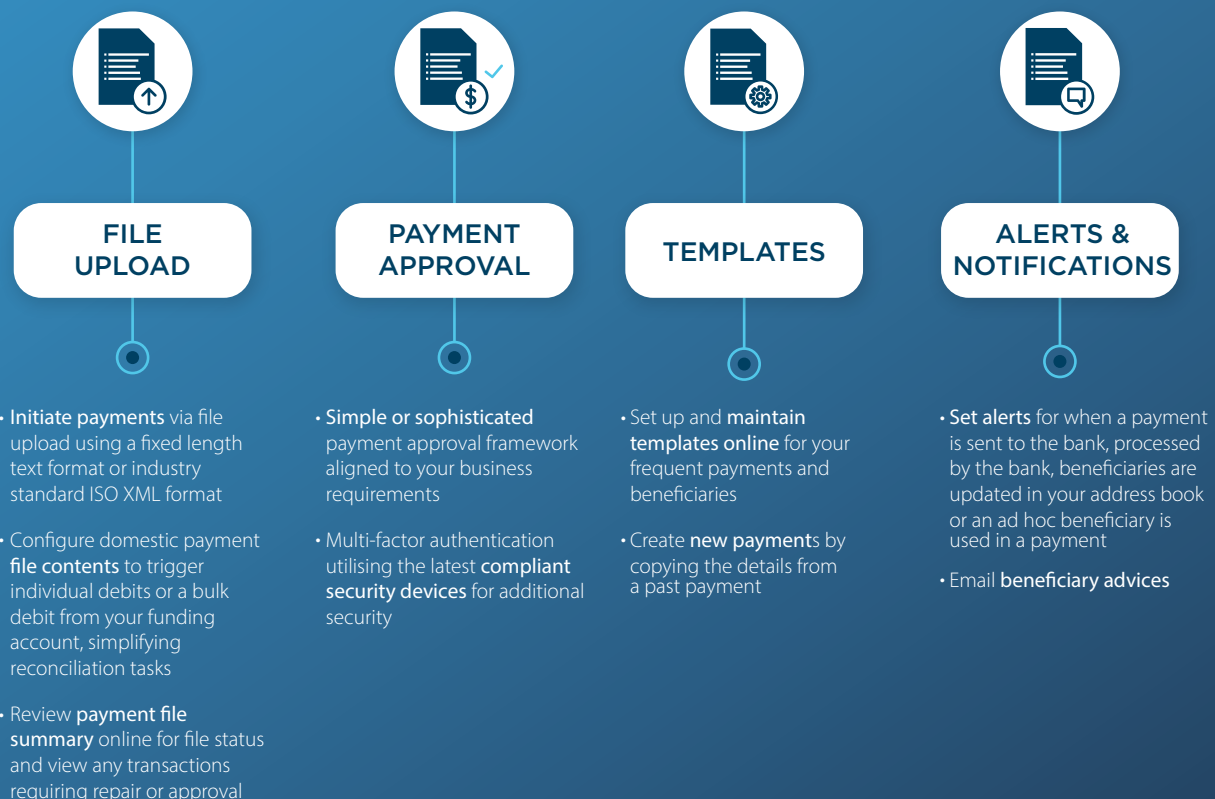 FILE
UPLOAD
• Initiate payments via file
upload using a fixed length
text format or industry
standard ISO XML format
• Configure domestic payment
file contents to trigger
individual debits or a bulk
debit from your funding
account, simplifying
reconciliation tasks
• Review payment file
summary online for file status
and view any transactions
requiring repair or approval
$
PAYMENT
APPROVAL
• Simple or sophisticated
payment approval framework
aligned to your business
requirements
• Multi-factor authentication
utilising the latest compliant
security devices for additional
security
TEMPLATES
• Set up and maintain
templates online for your
frequent payments and
beneficiaries
• Create new payments by
copying the details from
a past payment
ALERTS &
NOTIFICATIONS
• Set alerts for when a payment
is sent to the bank, processed
by the bank, beneficiaries are
updated in your address book
or an ad hoc beneficiary is
used in a payment
• Email beneficiary advices